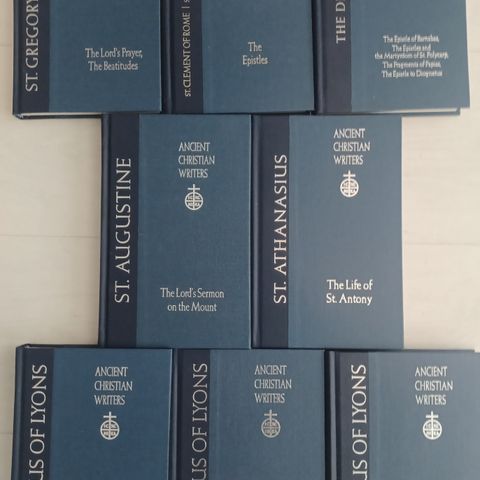 ST. GREGORY
The Lord's Prayer,
The Beatitudes
ST. CLEMENT OF ROME
The
Epistles
THE D
The Epistle of Barnabas,
The Epistles and
the Martyrdom of St. Polycarp,
The Fragments of Papias,
The Epistle to Diognetus
ST. AUGUSTINE
ANCIENT
CHRISTIAN
WRITERS
The Lord's Sermon
on the Mount
ST. ATHANASIUS
ANCIENT
CHRISTIAN
WRITERS
The Life of
St. Antony
US OF LYONS
ANCIENT
CHRISTIAN
WRITERS
US OF LYONS
ANCIENT
CHRISTIAN
WRITERS
US OF LYONS
ANCIENT
CHRISTIAN
WRITERS